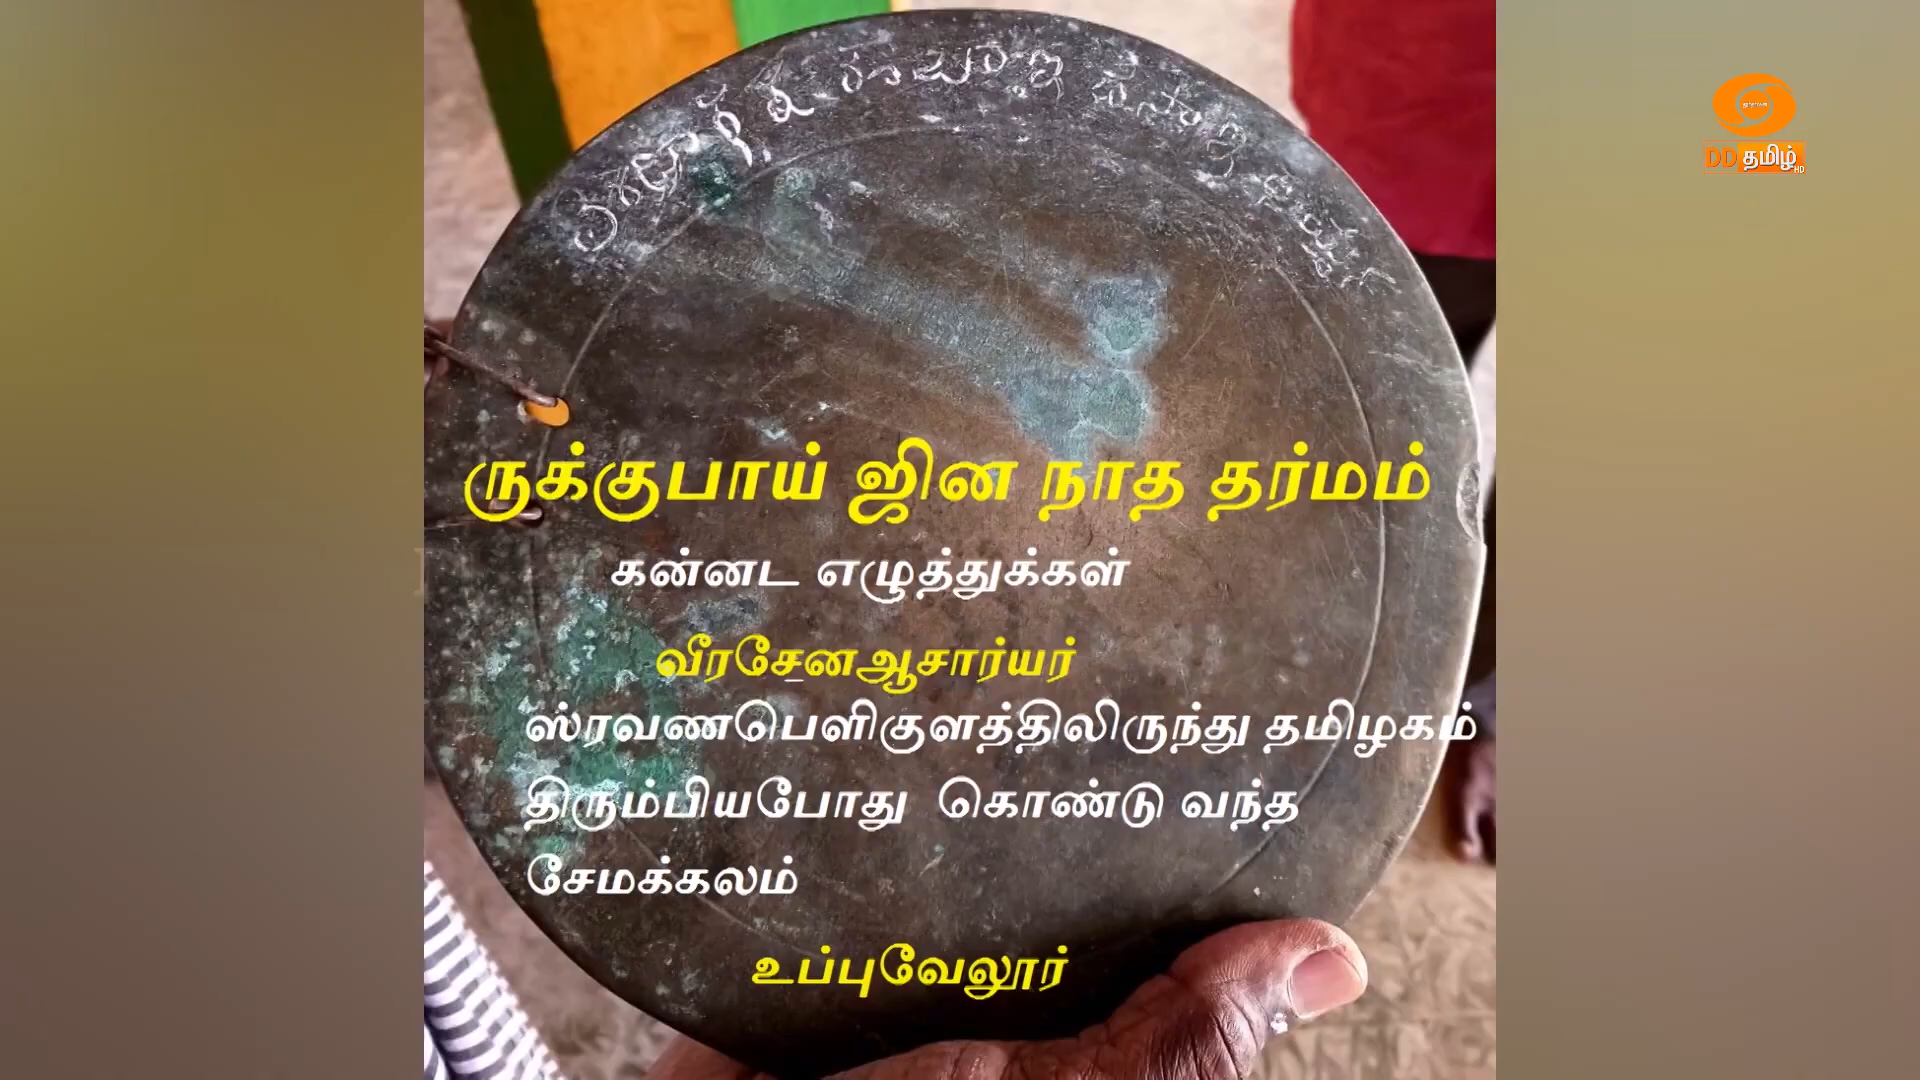 DD தமிழ் HD
ருக்குபாய் ஜின நாத தர்மம்
கன்னட எழுத்துக்கள்
வீரசேனஆசார்யர்
ஸ்ரவணபெளிகுளத்திலிருந்து தமிழகம்
திரும்பியபோது கொண்டு வந்த
சேமக்கலம்
உப்புவேலூர்